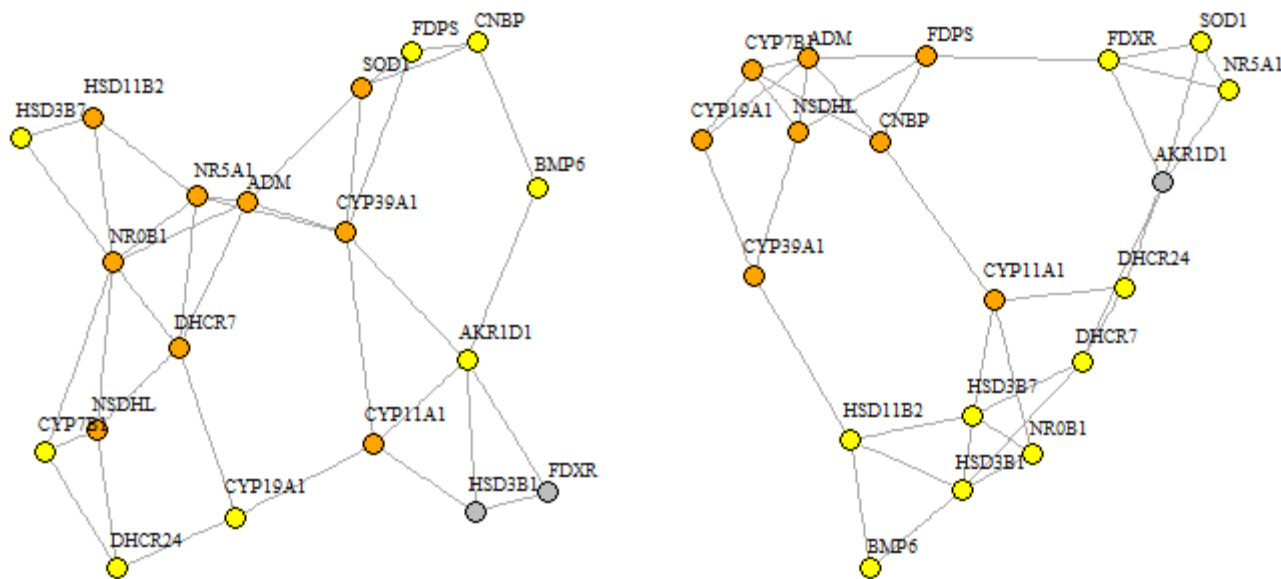 CNBP
FDPS
SOD1
HSD11B2
HSD3B7
BMP6
NR5A1
ADM
CYP39A1
NR0B1
DHCR7
AKR1D1
NSDHL
CYP7B1
CYP11A1
FDXR
HSD3B1
CYP19A1
DHCR24
SOD1
ADM
FDPS
CYP7B1
FDXR
NR5A1
CYP19A1
NSDHL
CNBP
AKR1D1
CYP39A1
DHCR24
CYP11A1
DHCR7
HSD3B7
HSD11B2
NR0B1
HSD3B1
BMP6